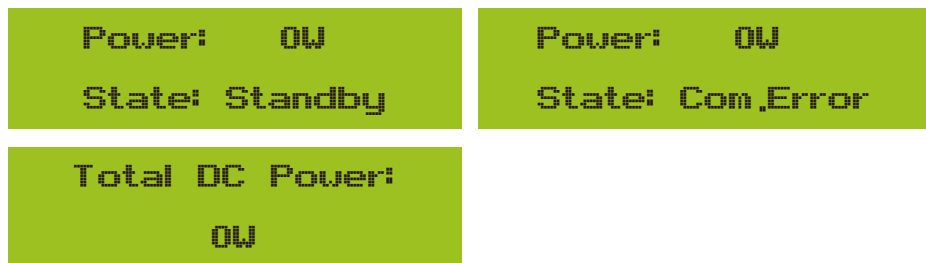 Power: 0W
State: Standby
Power: 0W
State: Com.Error
Total DC Power:
0W